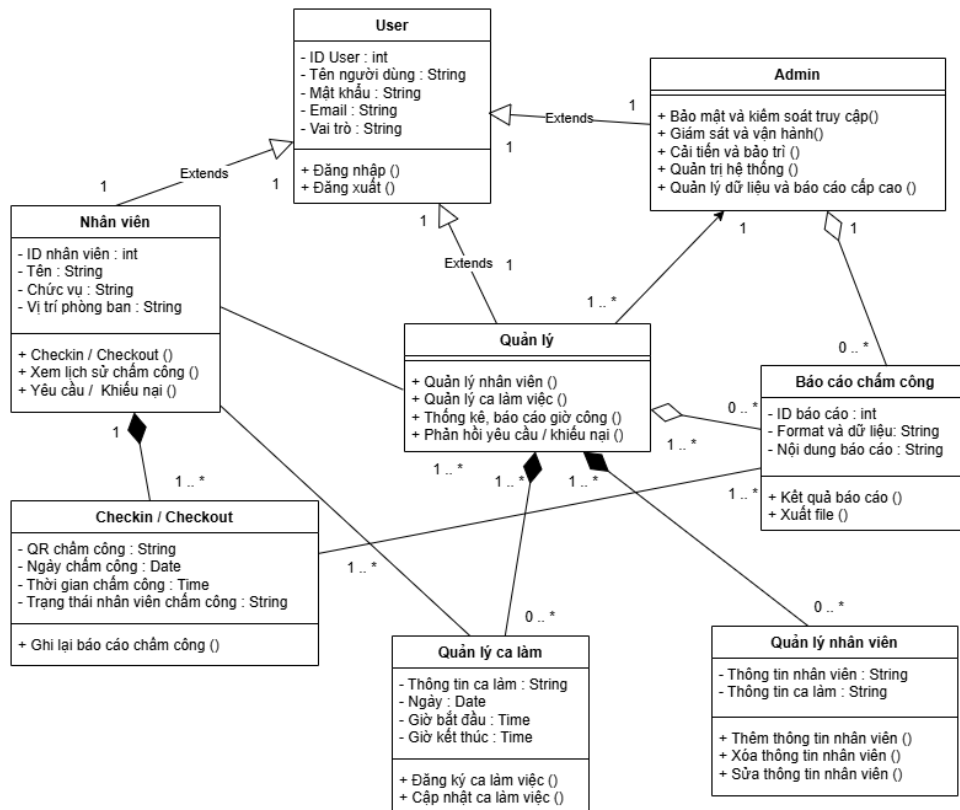 User
- ID User : int
- Tên người dùng : String
- Mật khẩu : String
- Email : String
- Vai trò : String
+ Đăng nhập ()
+ Đăng xuất ()
Admin
+ Bảo mật và kiểm soát truy cập()
+ Giám sát và vận hành()
+ Cải tiến và bảo trì ()
+ Quản trị hệ thống ()
+ Quản lý dữ liệu và báo cáo cấp cao ()
1
Extends
1
Extends
1
1
1
Extends
1
1
1
1 .. *
Nhân viên
- ID nhân viên : int
- Tên : String
- Chức vụ : String
- Vị trí phòng ban : String
+ Checkin / Checkout ()
+ Xem lịch sử chấm công ()
+ Yêu cầu / Khiếu nại ()
Quản lý
+ Quản lý nhân viên ()
+ Quản lý ca làm việc ()
+ Thống kê, báo cáo giờ công ()
+ Phản hồi yêu cầu / khiếu nại ()
0 .. *
Báo cáo chấm công
- ID báo cáo : int
- Format và dữ liệu: String
- Nội dung báo cáo : String
+ Kết quả báo cáo ()
+ Xuất file ()
0 .. *
1 .. *
1
1 .. *
1 .. *
1 .. *
1 .. *
1 .. *
Checkin / Checkout
- QR chấm công : String
- Ngày chấm công : Date
- Thời gian chấm công : Time
- Trạng thái nhân viên chấm công : String
+ Ghi lại báo cáo chấm công ()
1 .. *
0 .. *
0 .. *
Quản lý ca làm
- Thông tin ca làm : String
- Ngày : Date
- Giờ bắt đầu : Time
- Giờ kết thúc : Time
+ Đăng ký ca làm việc ()
+ Cập nhật ca làm việc ()
Quản lý nhân viên
- Thông tin nhân viên : String
- Thông tin ca làm : String
+ Thêm thông tin nhân viên ()
+ Xóa thông tin nhân viên ()
+ Sửa thông tin nhân viên ()